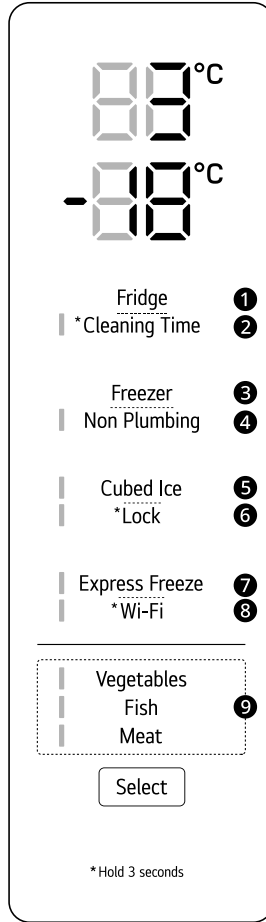 3 °C
-18 °C
Fridge 1
*Cleaning Time 2
Freezer 3
Non Plumbing 4
Cubed Ice 5
*Lock 6
Express Freeze 7
*Wi-Fi 8
Vegetables
Fish 9
Meat
Select
*Hold 3 seconds